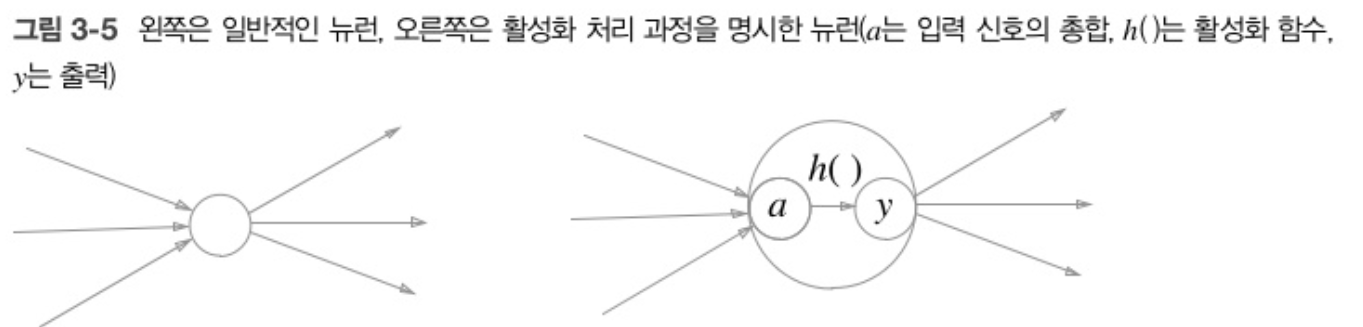 그림 3-5 왼쪽은 일반적인 뉴런, 오른쪽은 활성화 처리 과정을 명시한 뉴런(a는 입력 신호의 총합, h( )는 활성화 함수,
y는 출력)
h( )
a
y